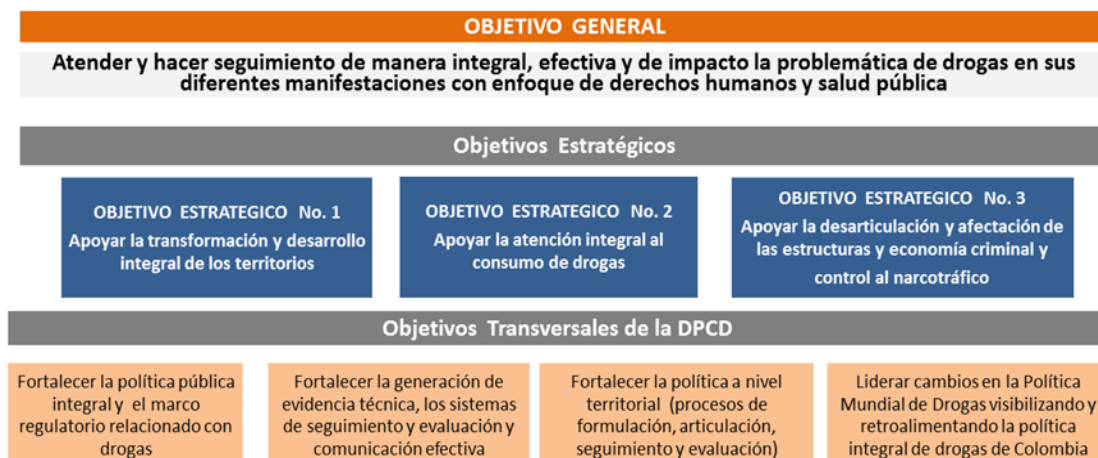 OBJETIVO GENERAL
Atender y hacer seguimiento de manera integral, efectiva y de impacto la problemática de drogas en sus
diferentes manifestaciones con enfoque de derechos humanos y salud pública
Objetivos Estratégicos
OBJETIVO ESTRATEGICO No. 1
Apoyar la transformación y desarrollo
integral de los territorios
OBJETIVO ESTRATEGICO No. 2
Apoyar la atención integral al
consumo de drogas
OBJETIVO ESTRATEGICO No. 3
Apoyar la desarticulación y afectación de
las estructuras y economía criminal y
control al narcotráfico
Objetivos Transversales de la DPCD
Fortalecer la política pública
integral y el marco
regulatorio relacionado con
drogas
Fortalecer la generación de
evidencia técnica, los sistemas
de seguimiento y evaluación y
comunicación efectiva
Fortalecer la política a nivel
territorial (procesos de
formulación, articulación,
seguimiento y evaluación)
Liderar cambios en la Política
Mundial de Drogas visibilizando y
retroalimentando la política
integral de drogas de Colombia